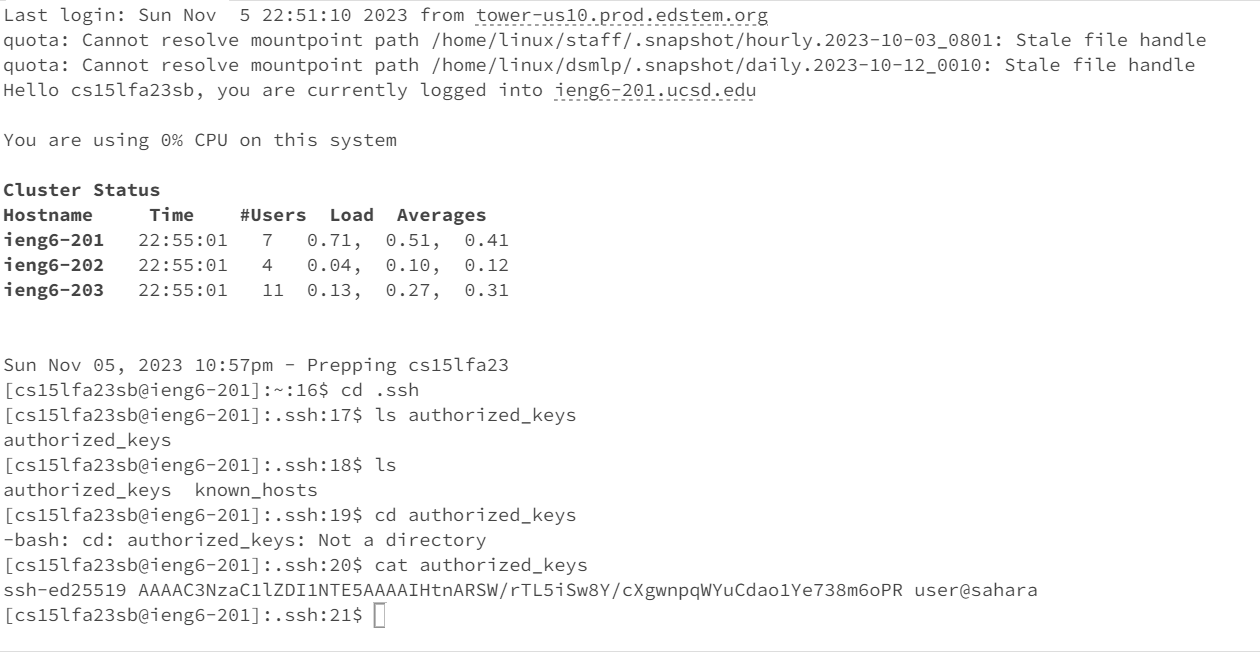 Last login: Sun Nov  5 22:51:10 2023 from tower-us10.prod.edstem.org
quota: Cannot resolve mountpoint path /home/linux/staff/.snapshot/hourly.2023-10-03_0801: Stale file handle
quota: Cannot resolve mountpoint path /home/linux/dsmlp/.snapshot/daily.2023-10-12_0010: Stale file handle
Hello cs15lfa23sb, you are currently logged into ieng6-201.ucsd.edu
You are using 0% CPU on this system
Cluster Status
Hostname     Time    #Users  Load  Averages
ieng6-201   22:55:01   7   0.71,  0.51,  0.41
ieng6-202   22:55:01   4   0.04,  0.10,  0.12
ieng6-203   22:55:01   11  0.13,  0.27,  0.31
Sun Nov 05, 2023 10:57pm - Prepping cs15lfa23
[cs15lfa23sb@ieng6-201]:~:16$ cd .ssh
[cs15lfa23sb@ieng6-201]:.ssh:17$ ls authorized_keys
authorized_keys
[cs15lfa23sb@ieng6-201]:.ssh:18$ ls
authorized_keys  known_hosts
[cs15lfa23sb@ieng6-201]:.ssh:19$ cd authorized_keys
-bash: cd: authorized_keys: Not a directory
[cs15lfa23sb@ieng6-201]:.ssh:20$ cat authorized_keys
ssh-ed25519 AAAAC3NzaC1lZDI1NTE5AAAAIHtnARSW/rTL5iSw8Y/cXgwnpqWYuCdao1Ye738m6oPR user@sahara
[cs15lfa23sb@ieng6-201]:.ssh:21$